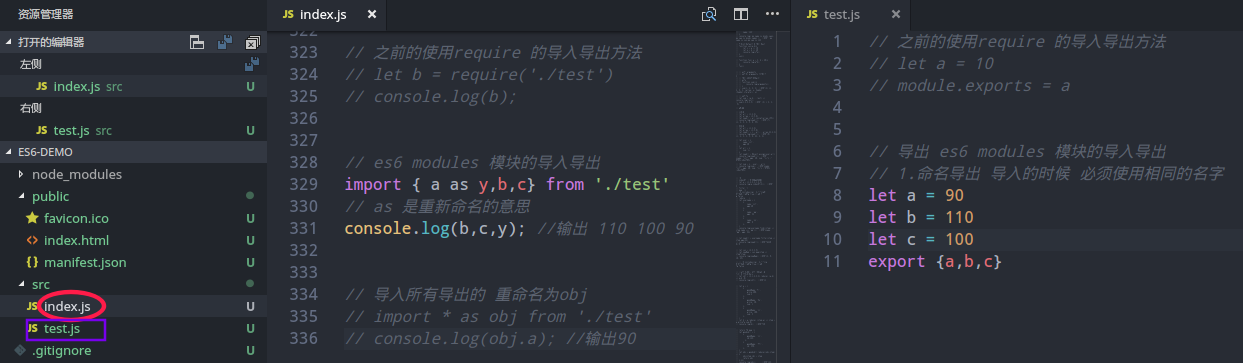 资源管理器
打开的编辑器
左侧
JS index.js src U
右侧
JS test.js src U
ES6-DEMO
node_modules
public
favicon.ico U
<> index.html U
{} manifest.json U
src
JS index.js U
JS test.js U
.gitignore U
JS index.js ×
322
323 // 之前的使用require 的导入导出方法
324 // let b = require('./test')
325 // console.log(b);
326
327
328 // es6 modules 模块的导入导出
329 import { a as y,b,c} from './test'
330 // as 是重新命名的意思
331 console.log(b,c,y); //输出 110 100 90
332
333
334 // 导入所有导出的 重命名为obj
335 // import * as obj from './test'
336 // console.log(obj.a); //输出90
JS test.js ×
1 // 之前的使用require 的导入导出方法
2 // let a = 10
3 // module.exports = a
4
5
6 // 导出 es6 modules 模块的导入导出
7 // 1.命名导出 导入的时候 必须使用相同的名字
8 let a = 90
9 let b = 110
10 let c = 100
11 export {a,b,c}